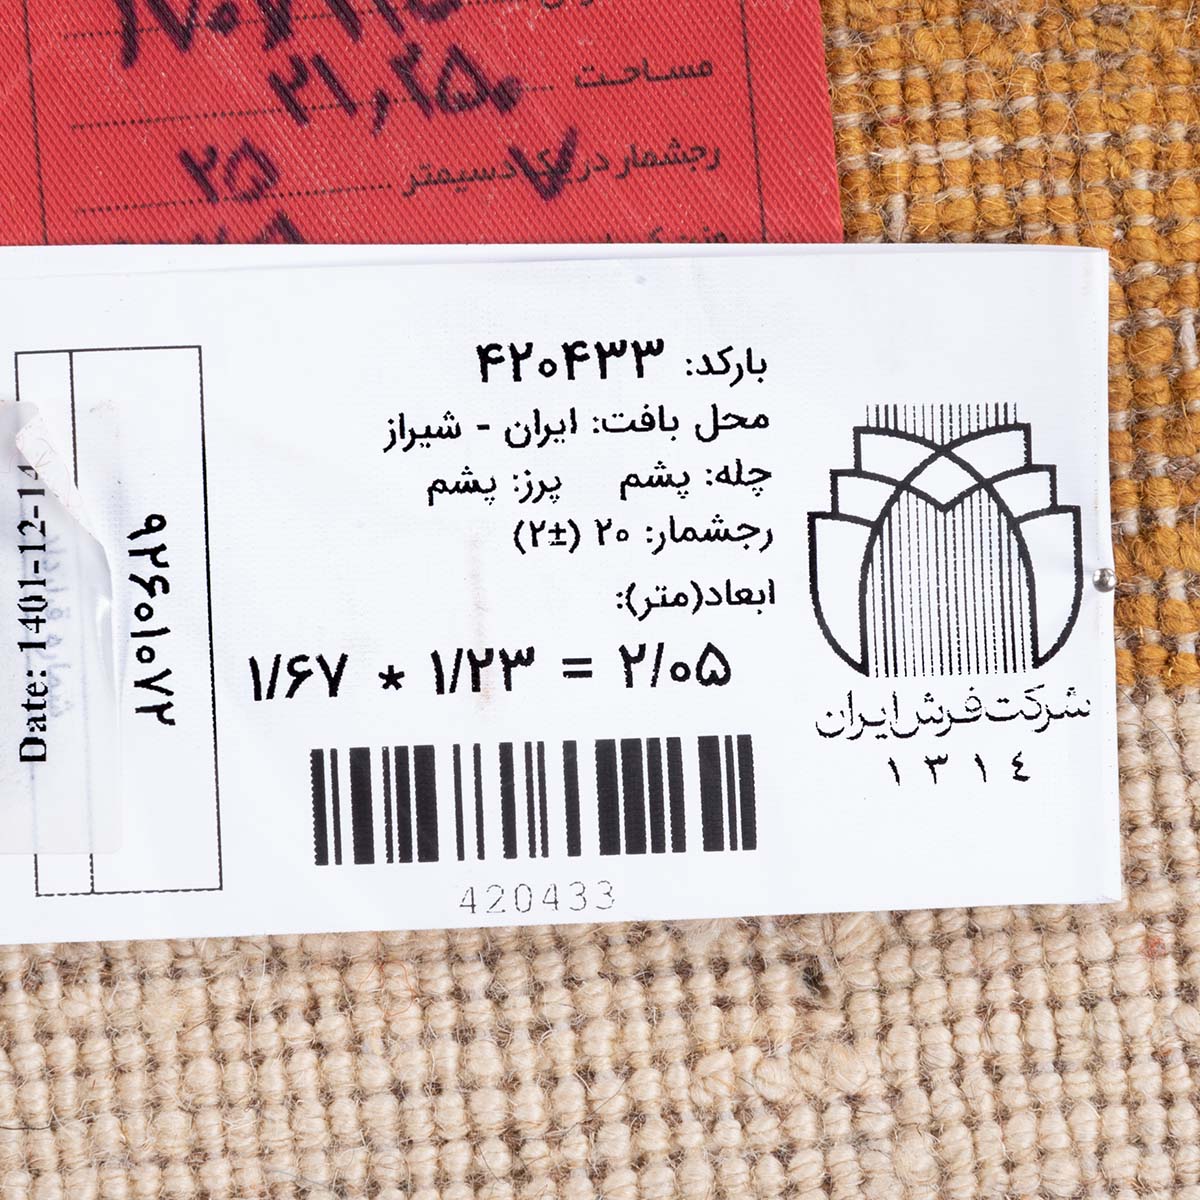 مساحت ۲۱,۲۵۰
رجشمار در یک دسیمتر ۲۵
بارکد: ۴۲۰۴۳۳
محل بافت: ایران - شیراز
چله: پشم پرز: پشم
رجشمار: ۲۰ (±۲)
ابعاد(متر):
۱/۶۷ * ۱/۲۳ = ۲/۰۵
420433
شرکت فرش ایران
۱۳۱۴
۹۲۶۰۱۰۷۲
Date: 1401-12-14